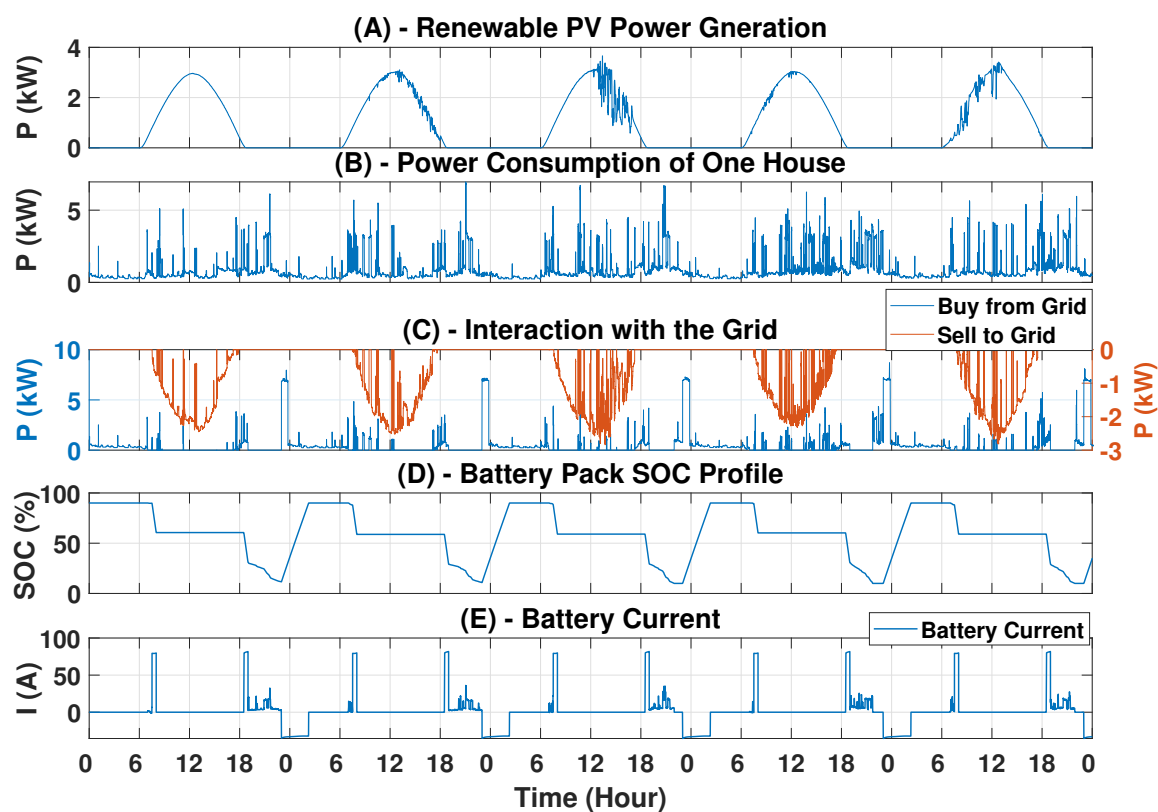 (A) - Renewable PV Power Gneration
P (kW)
4
2
0
(B) - Power Consumption of One House
P (kW)
5
0
Buy from Grid
Sell to Grid
(C) - Interaction with the Grid
P (kW)
10
5
0
0
-1
-2
-3
P (kW)
(D) - Battery Pack SOC Profile
SOC (%)
100
50
0
(E) - Battery Current
Battery Current
I (A)
100
50
0
0 6 12 18 0 6 12 18 0 6 12 18 0 6 12 18 0 6 12 18 0
Time (Hour)